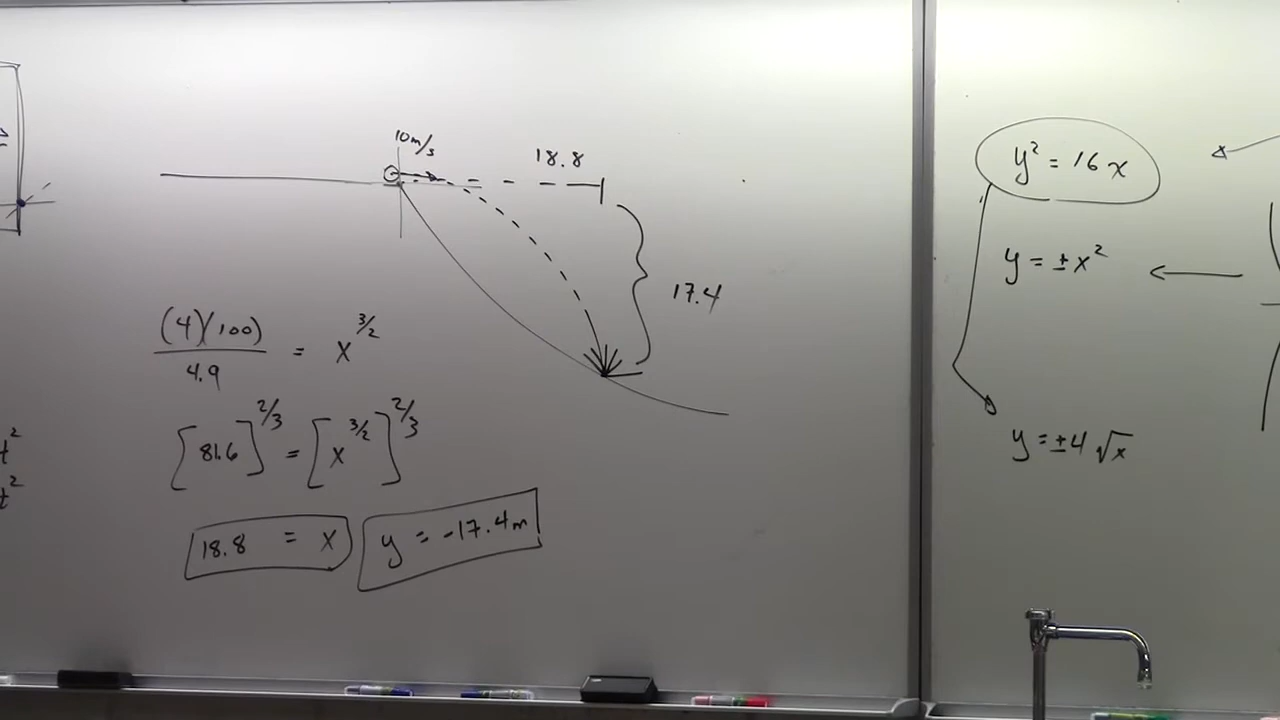 10m/s
18.8
17.4
(4)(100)/4.9 = x^3/2
[81.6]^2/3 = [x^3/2]^2/3
18.8 = x
y = -17.4m
t²
t²
y² = 16x
y = ±x²
y = ±4√x